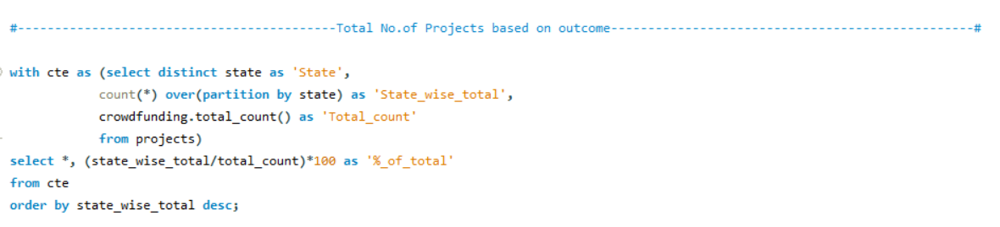 #-------------------------------------------Total No.of Projects based on outcome-------------------------------------------------#
with cte as (select distinct state as 'State',
count(*) over(partition by state) as 'State_wise_total',
crowdfunding.total_count() as 'Total_count'
from projects)
select *, (state_wise_total/total_count)*100 as '%_of_total'
from cte
order by state_wise_total desc;